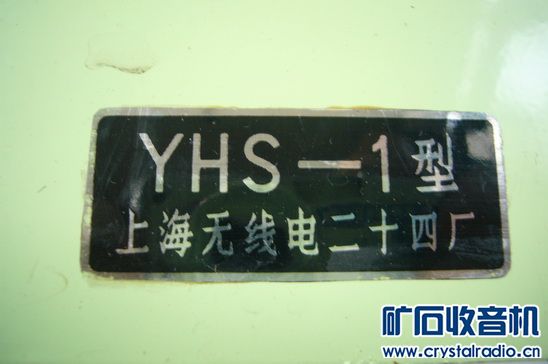 YHS—1型
上海无线电二十四厂
矿石收音机
www.crystalradio.cn